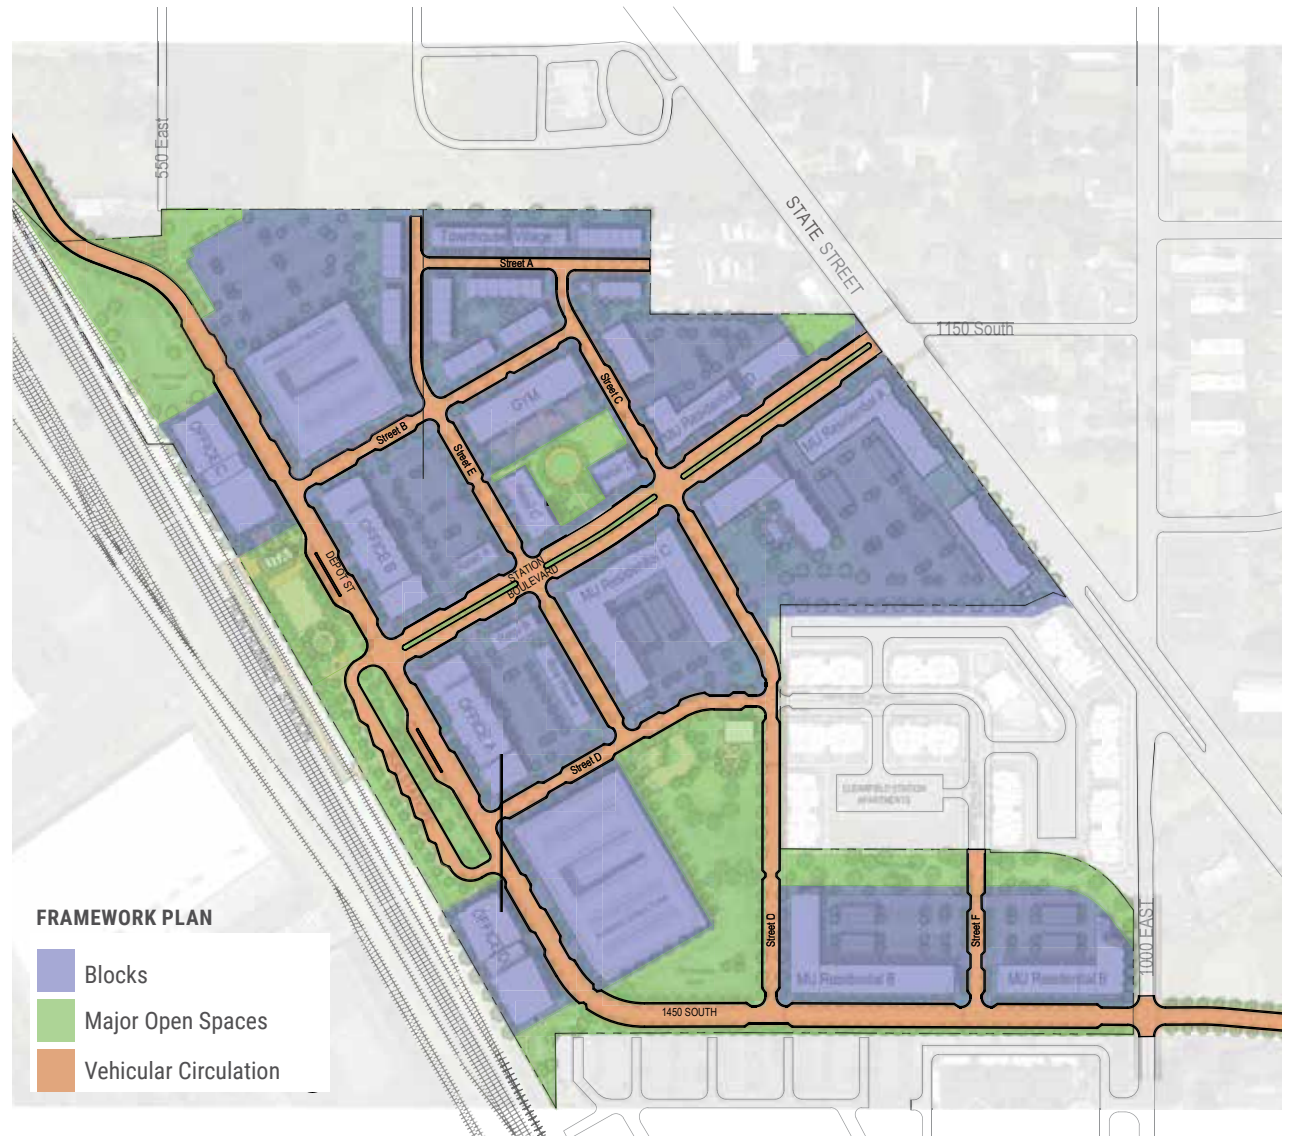 550 East
STATE STREET
1150 South
Townhouse Village
Street A
Street C
GYM
MU Residential D
MU Residential A
Street B
Street E
OFFICE C
OFFICE B
DEPOT ST
STATION
BOULEVARD
MU Residential C
OFFICE A
Street D
CLEARFIELD STATION
APARTMENTS
Street D
Street F
1000 EAST
MU Residential B
MU Residential B
1450 SOUTH
FRAMEWORK PLAN
Blocks
Major Open Spaces
Vehicular Circulation